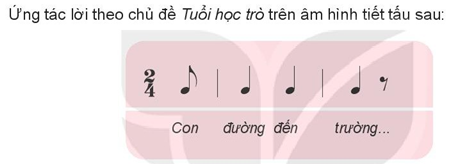 Ứng tác lời theo chủ đề Tuổi học trò trên âm hình tiết tấu sau:
2
4
Con đường đến trường...